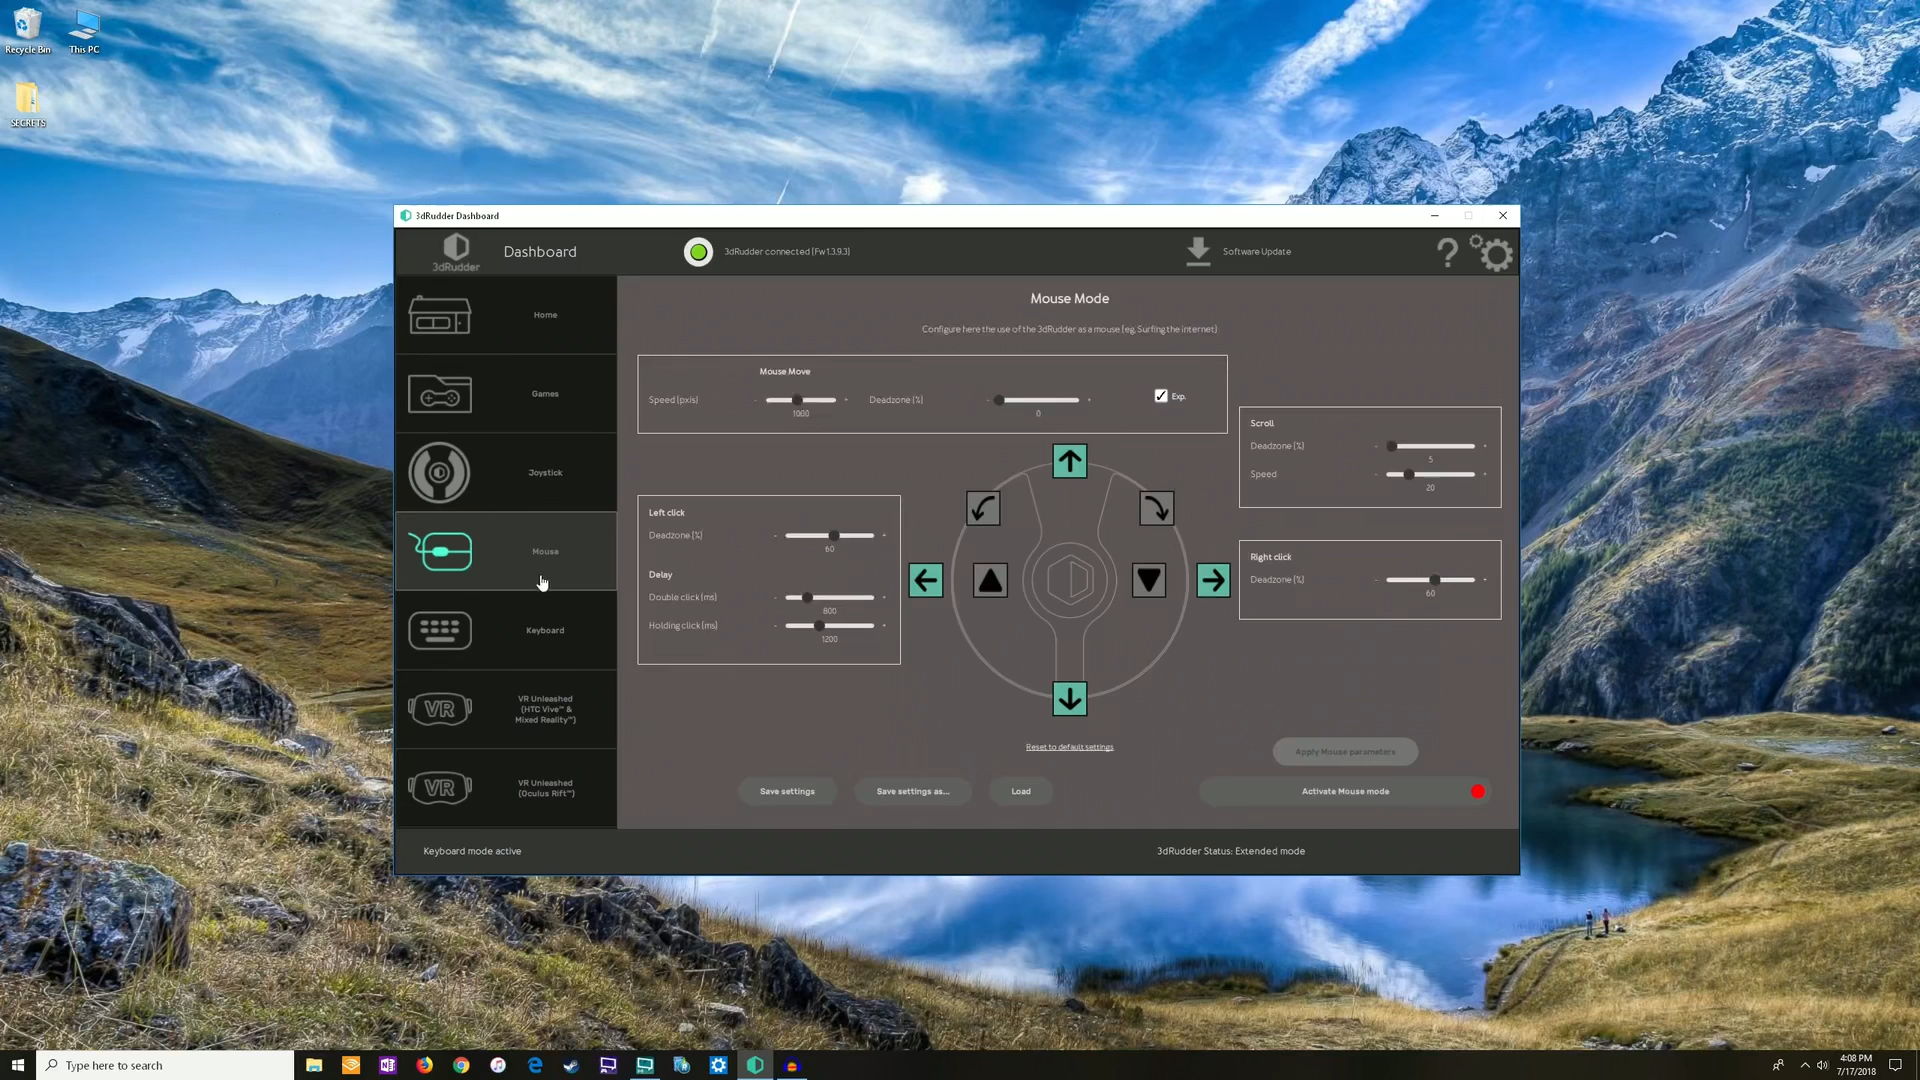 Recycle Bin
This PC
SECRETS
3dRudder Dashboard
3dRudder
Dashboard
3dRudder connected (Fw1.3.9.3)
Software Update
?
Home
Games
Joystick
Mouse
Keyboard
VR
VR Unleashed
(HTC Vive™ &
Mixed Reality™)
VR
VR Unleashed
(Oculus Rift™)
Mouse Mode
Configure here the use of the 3dRudder as a mouse (eg, Surfing the internet)
Mouse Move
Speed (px/s)
- +
1000
Deadzone (%)
- +
0
Exp.
Scroll
Deadzone (%)
- +
5
Speed
- +
20
Left click
Deadzone (%)
- +
60
Delay
Double click (ms)
- +
800
Holding click (ms)
- +
1200
Right click
Deadzone (%)
- +
60
Reset to default settings
Apply Mouse parameters
Save settings
Save settings as...
Load
Activate Mouse mode
Keyboard mode active
3dRudder Status: Extended mode
Type here to search
4:08 PM
7/17/2018